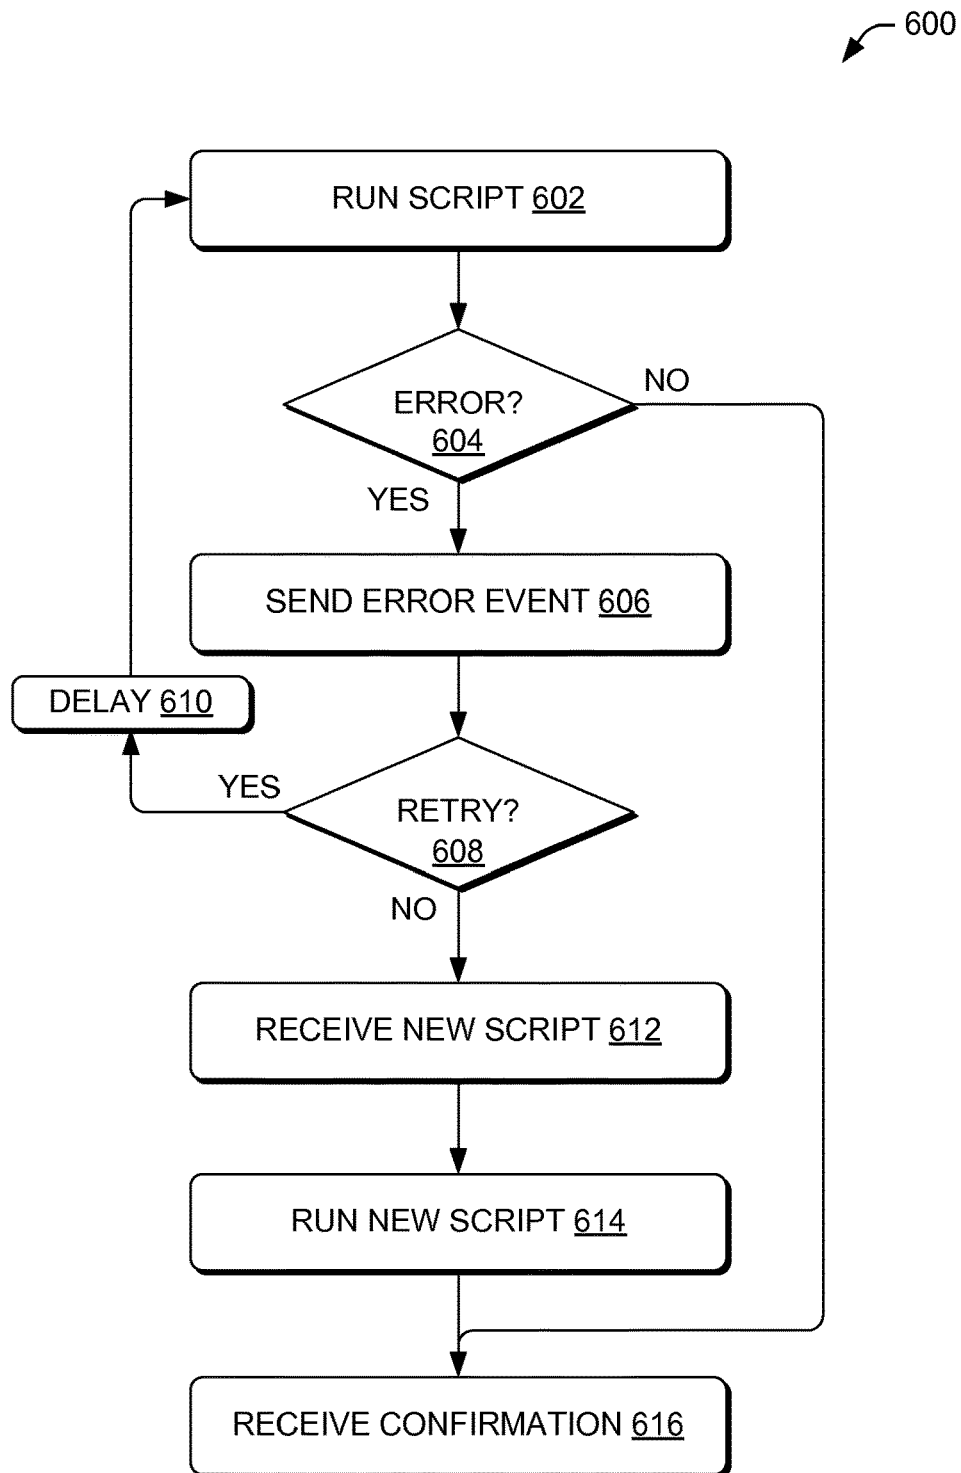 600
RUN SCRIPT 602
ERROR?
604
NO
YES
SEND ERROR EVENT 606
DELAY 610
YES
RETRY?
608
NO
RECEIVE NEW SCRIPT 612
RUN NEW SCRIPT 614
RECEIVE CONFIRMATION 616